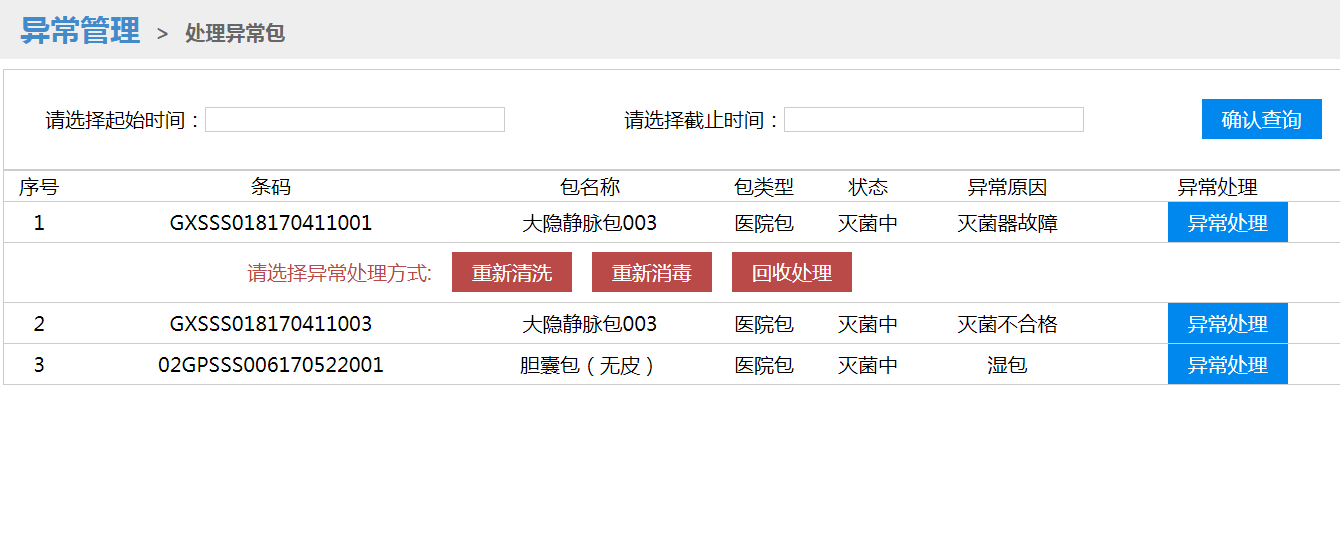 异常管理 > 处理异常包
请选择起始时间： 请选择截止时间： 确认查询
序号 条码 包名称 包类型 状态 异常原因 异常处理
1 GXSSS018170411001 大隐静脉包003 医院包 灭菌中 灭菌器故障 异常处理
请选择异常处理方式: 重新清洗 重新消毒 回收处理
2 GXSSS018170411003 大隐静脉包003 医院包 灭菌中 灭菌不合格 异常处理
3 02GPSSS006170522001 胆囊包（无皮） 医院包 灭菌中 湿包 异常处理